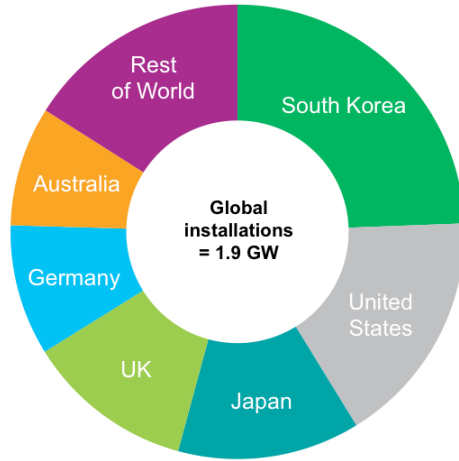 Rest
of World
South Korea
Australia
Global
installations
= 1.9 GW
Germany
United
States
UK
Japan